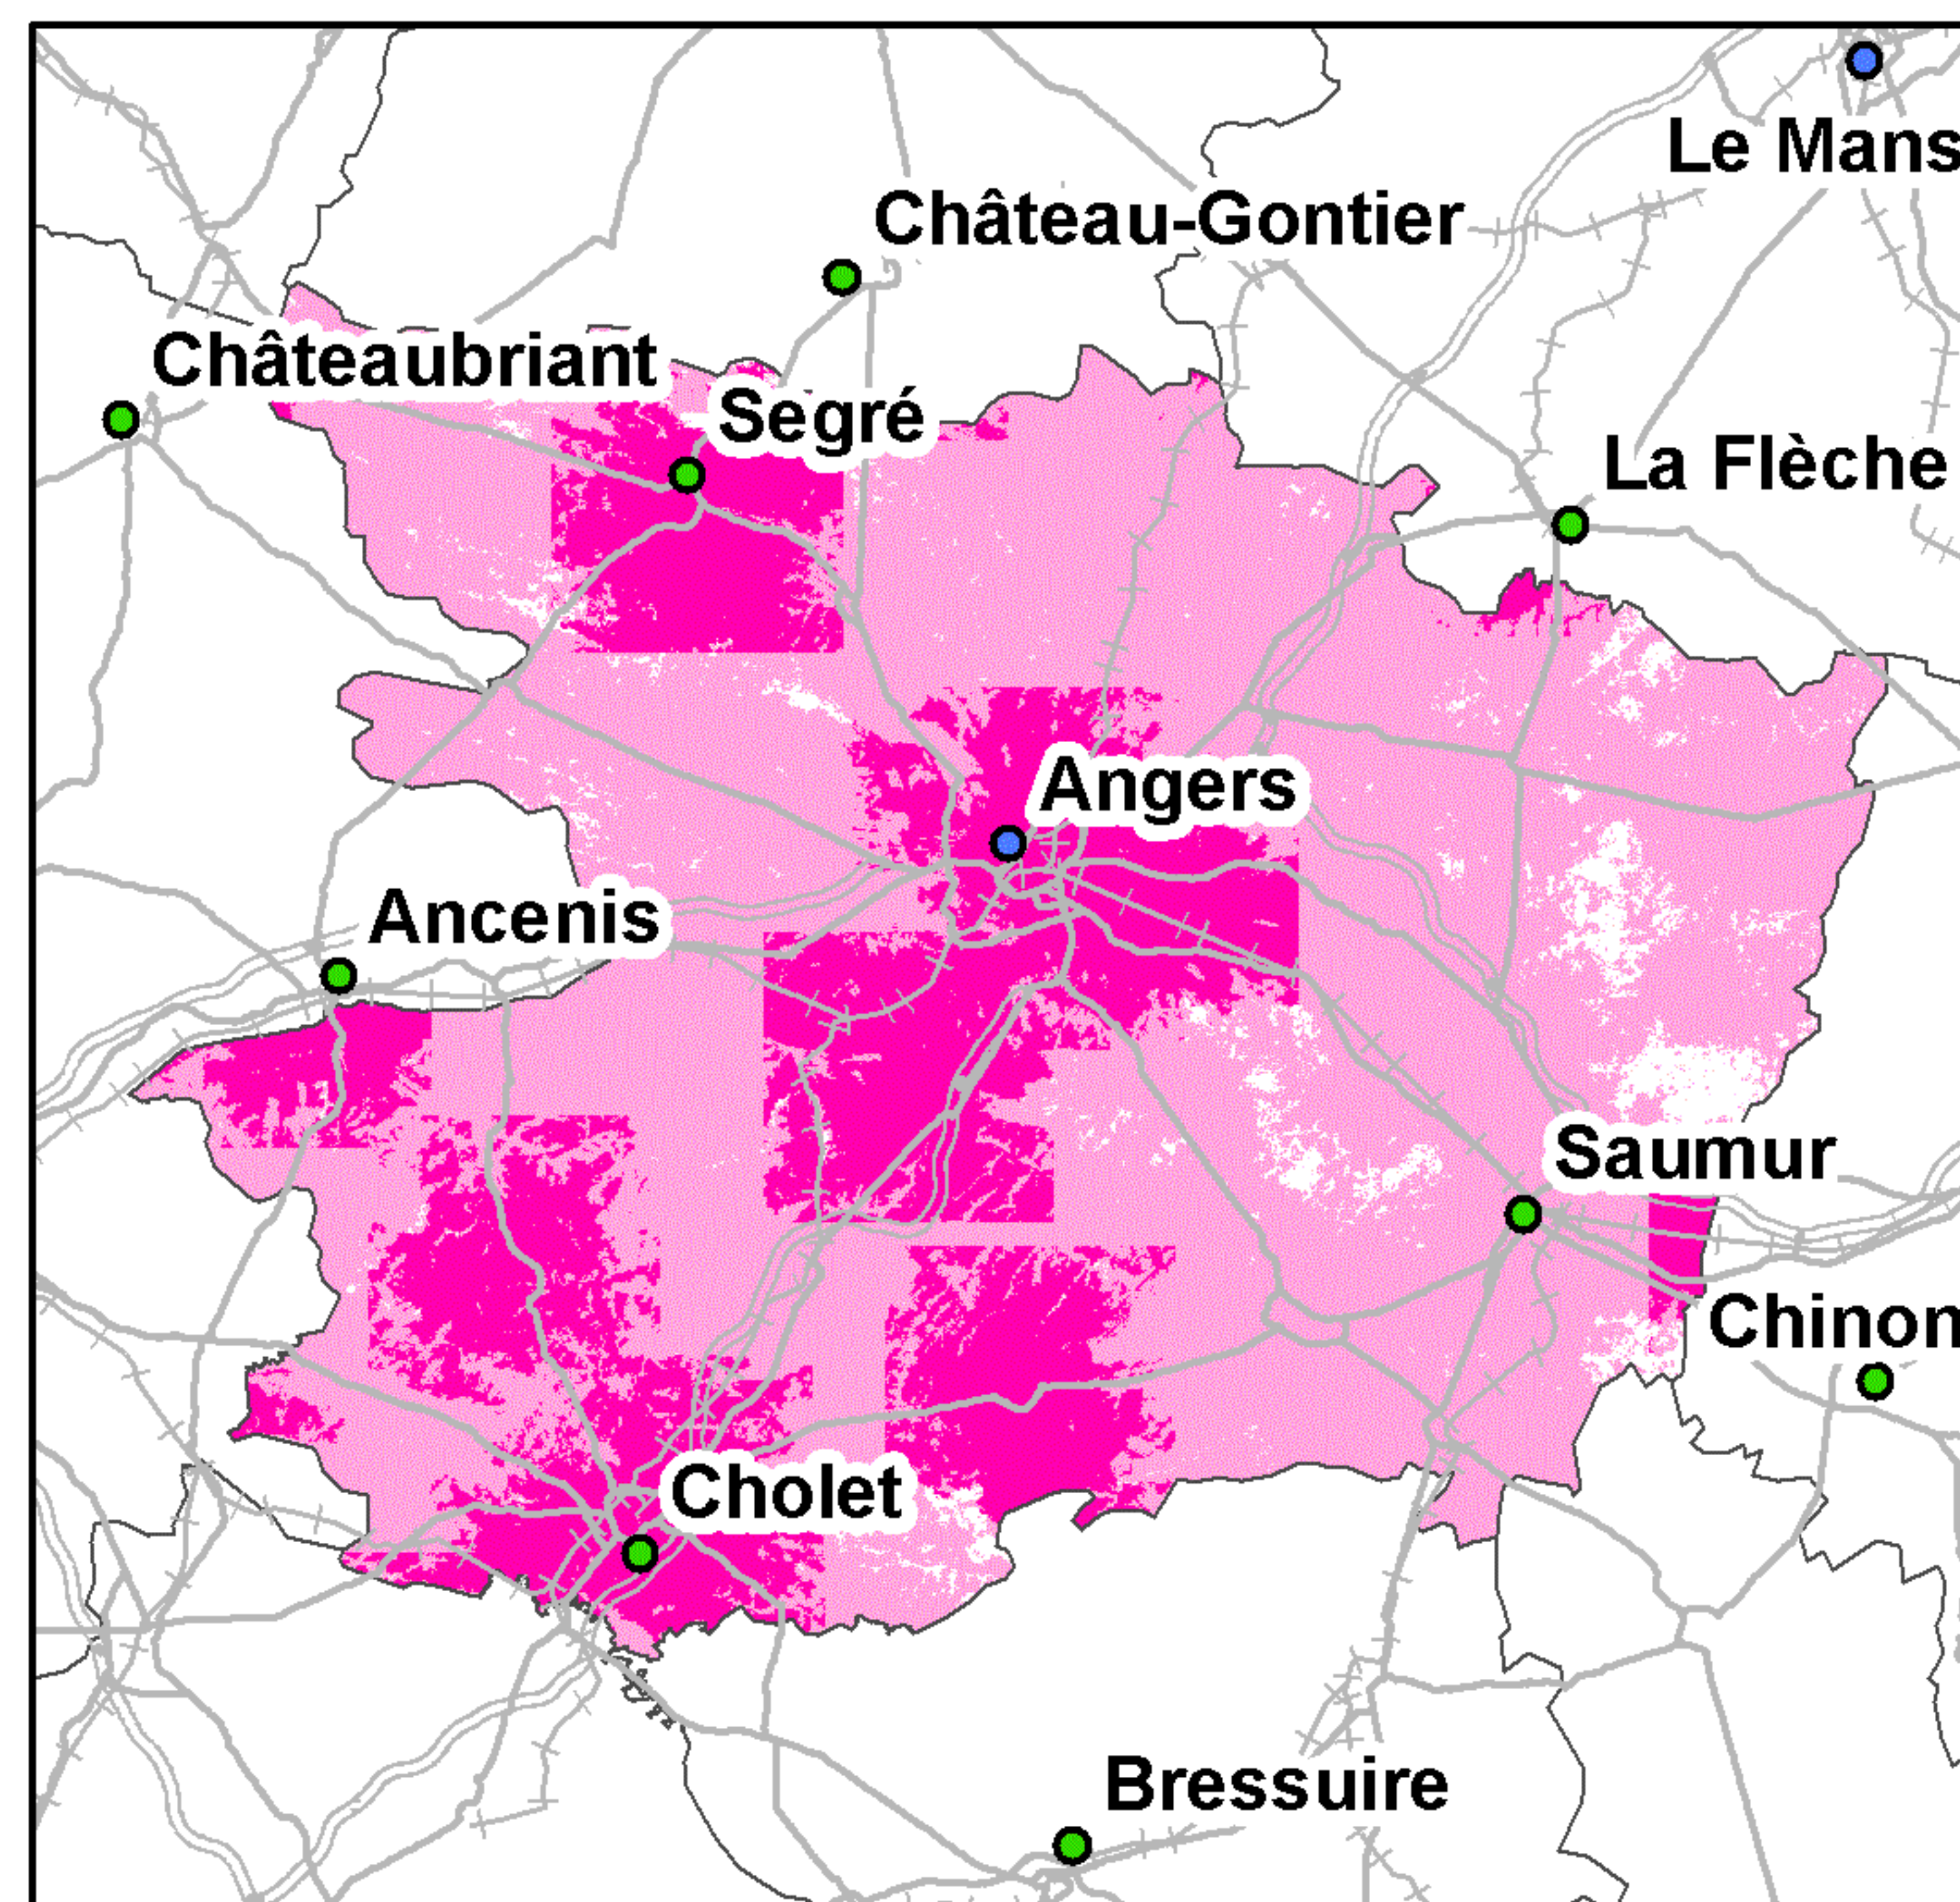 Le Mans
Château-Gontier
Châteaubriant
Segré
La Flèche
Angers
Ancenis
Saumur
Chinon
Cholet
Bressuire